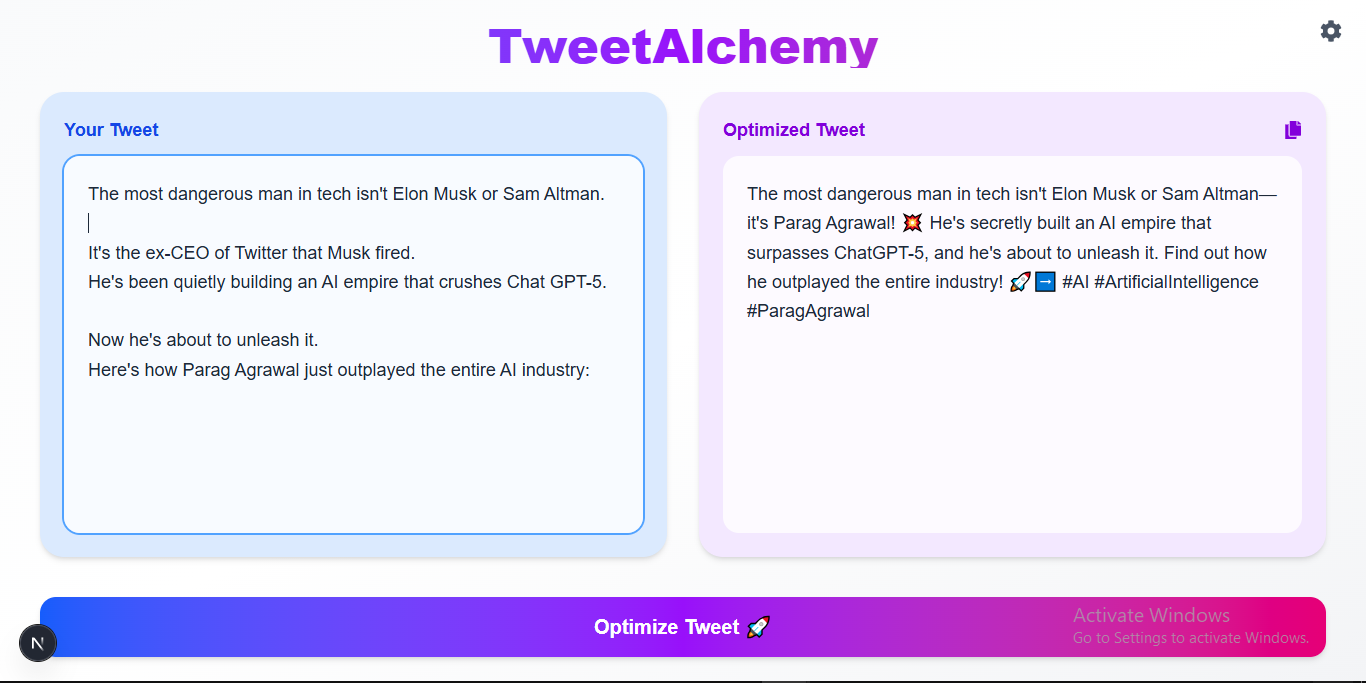 TweetAlchemy
Your Tweet
The most dangerous man in tech isn't Elon Musk or Sam Altman.
It's the ex-CEO of Twitter that Musk fired.
He's been quietly building an AI empire that crushes Chat GPT-5.
Now he's about to unleash it.
Here's how Parag Agrawal just outplayed the entire AI industry:
Optimized Tweet
The most dangerous man in tech isn't Elon Musk or Sam Altman—
it's Parag Agrawal! 💥 He's secretly built an AI empire that
surpasses ChatGPT-5, and he's about to unleash it. Find out how
he outplayed the entire industry! 🚀➡️ #AI #ArtificialIntelligence
#ParagAgrawal
Optimize Tweet 🚀
Activate Windows
Go to Settings to activate Windows.
N